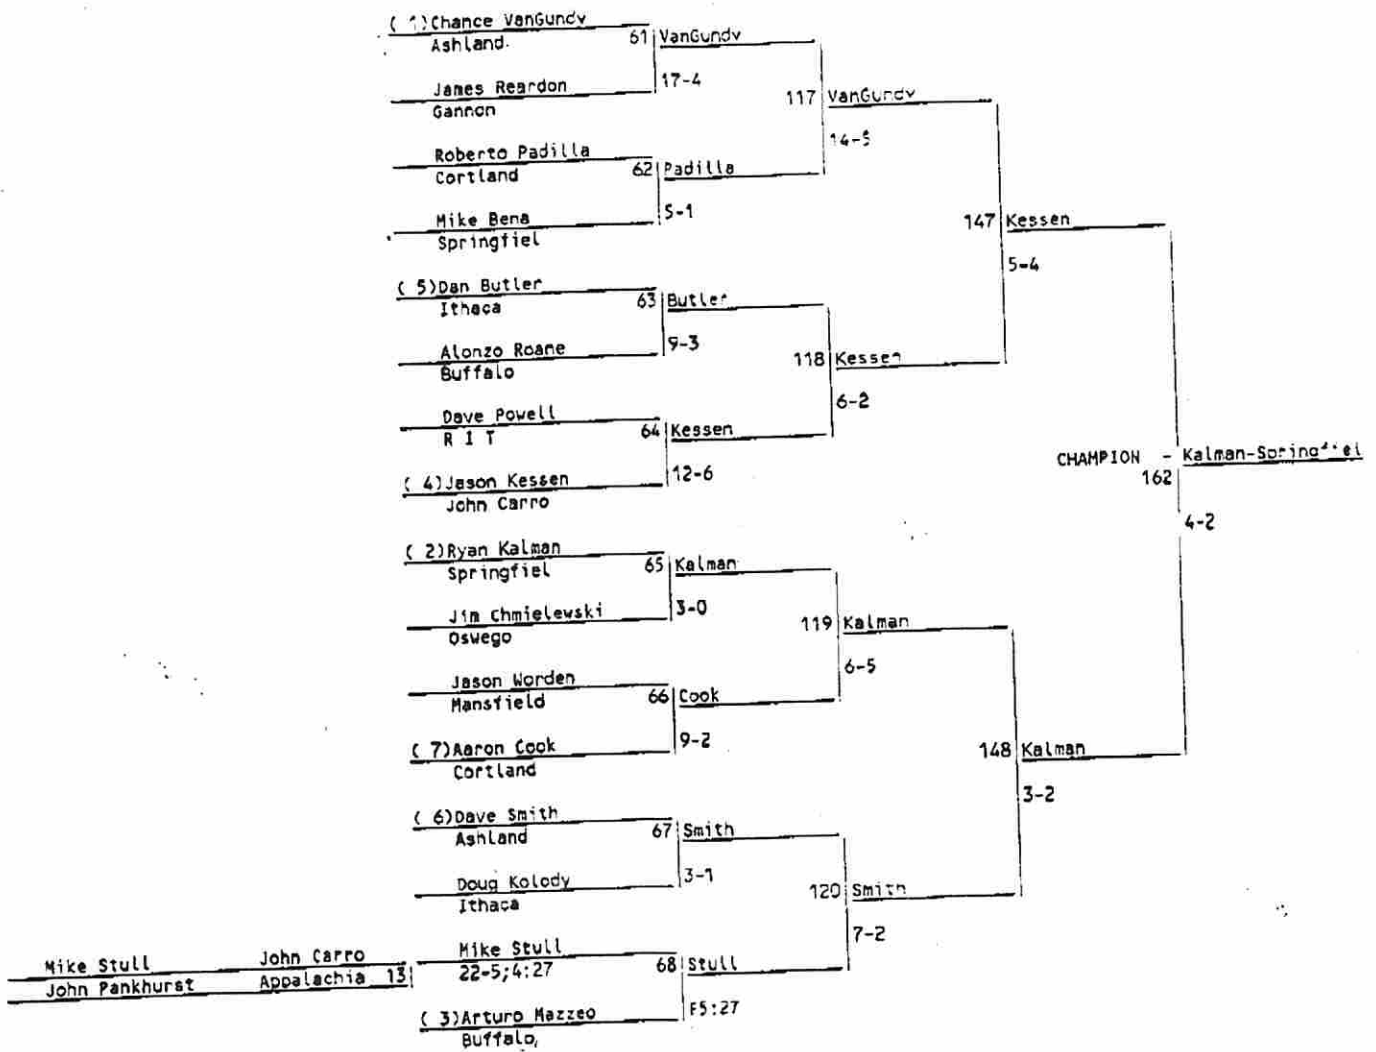 ( 1)Chance VanGundy
Ashland
61 VanGundy
17-4
James Reardon
Gannon
117 VanGundy
14-5
Roberto Padilla
Cortland
62 Padilla
5-1
Mike Bena
Springfiel
147 Kessen
5-4
( 5)Dan Butler
Ithaca
63 Butler
9-3
Alonzo Roane
Buffalo
118 Kessen
6-2
Dave Powell
R I T
64 Kessen
12-6
( 4)Jason Kessen
John Carro
CHAMPION - Kalman-Springfiel
162
4-2
( 2)Ryan Kalman
Springfiel
65 Kalman
3-0
Jim Chmielewski
Oswego
119 Kalman
6-5
Jason Worden
Mansfield
66 Cook
9-2
( 7)Aaron Cook
Cortland
148 Kalman
3-2
( 6)Dave Smith
Ashland
67 Smith
3-1
Doug Kolody
Ithaca
120 Smith
7-2
Mike Stull John Carro
John Pankhurst Appalachia 13
Mike Stull
22-5;4:27
68 Stull
F5:27
( 3)Arturo Mazzeo
Buffalo